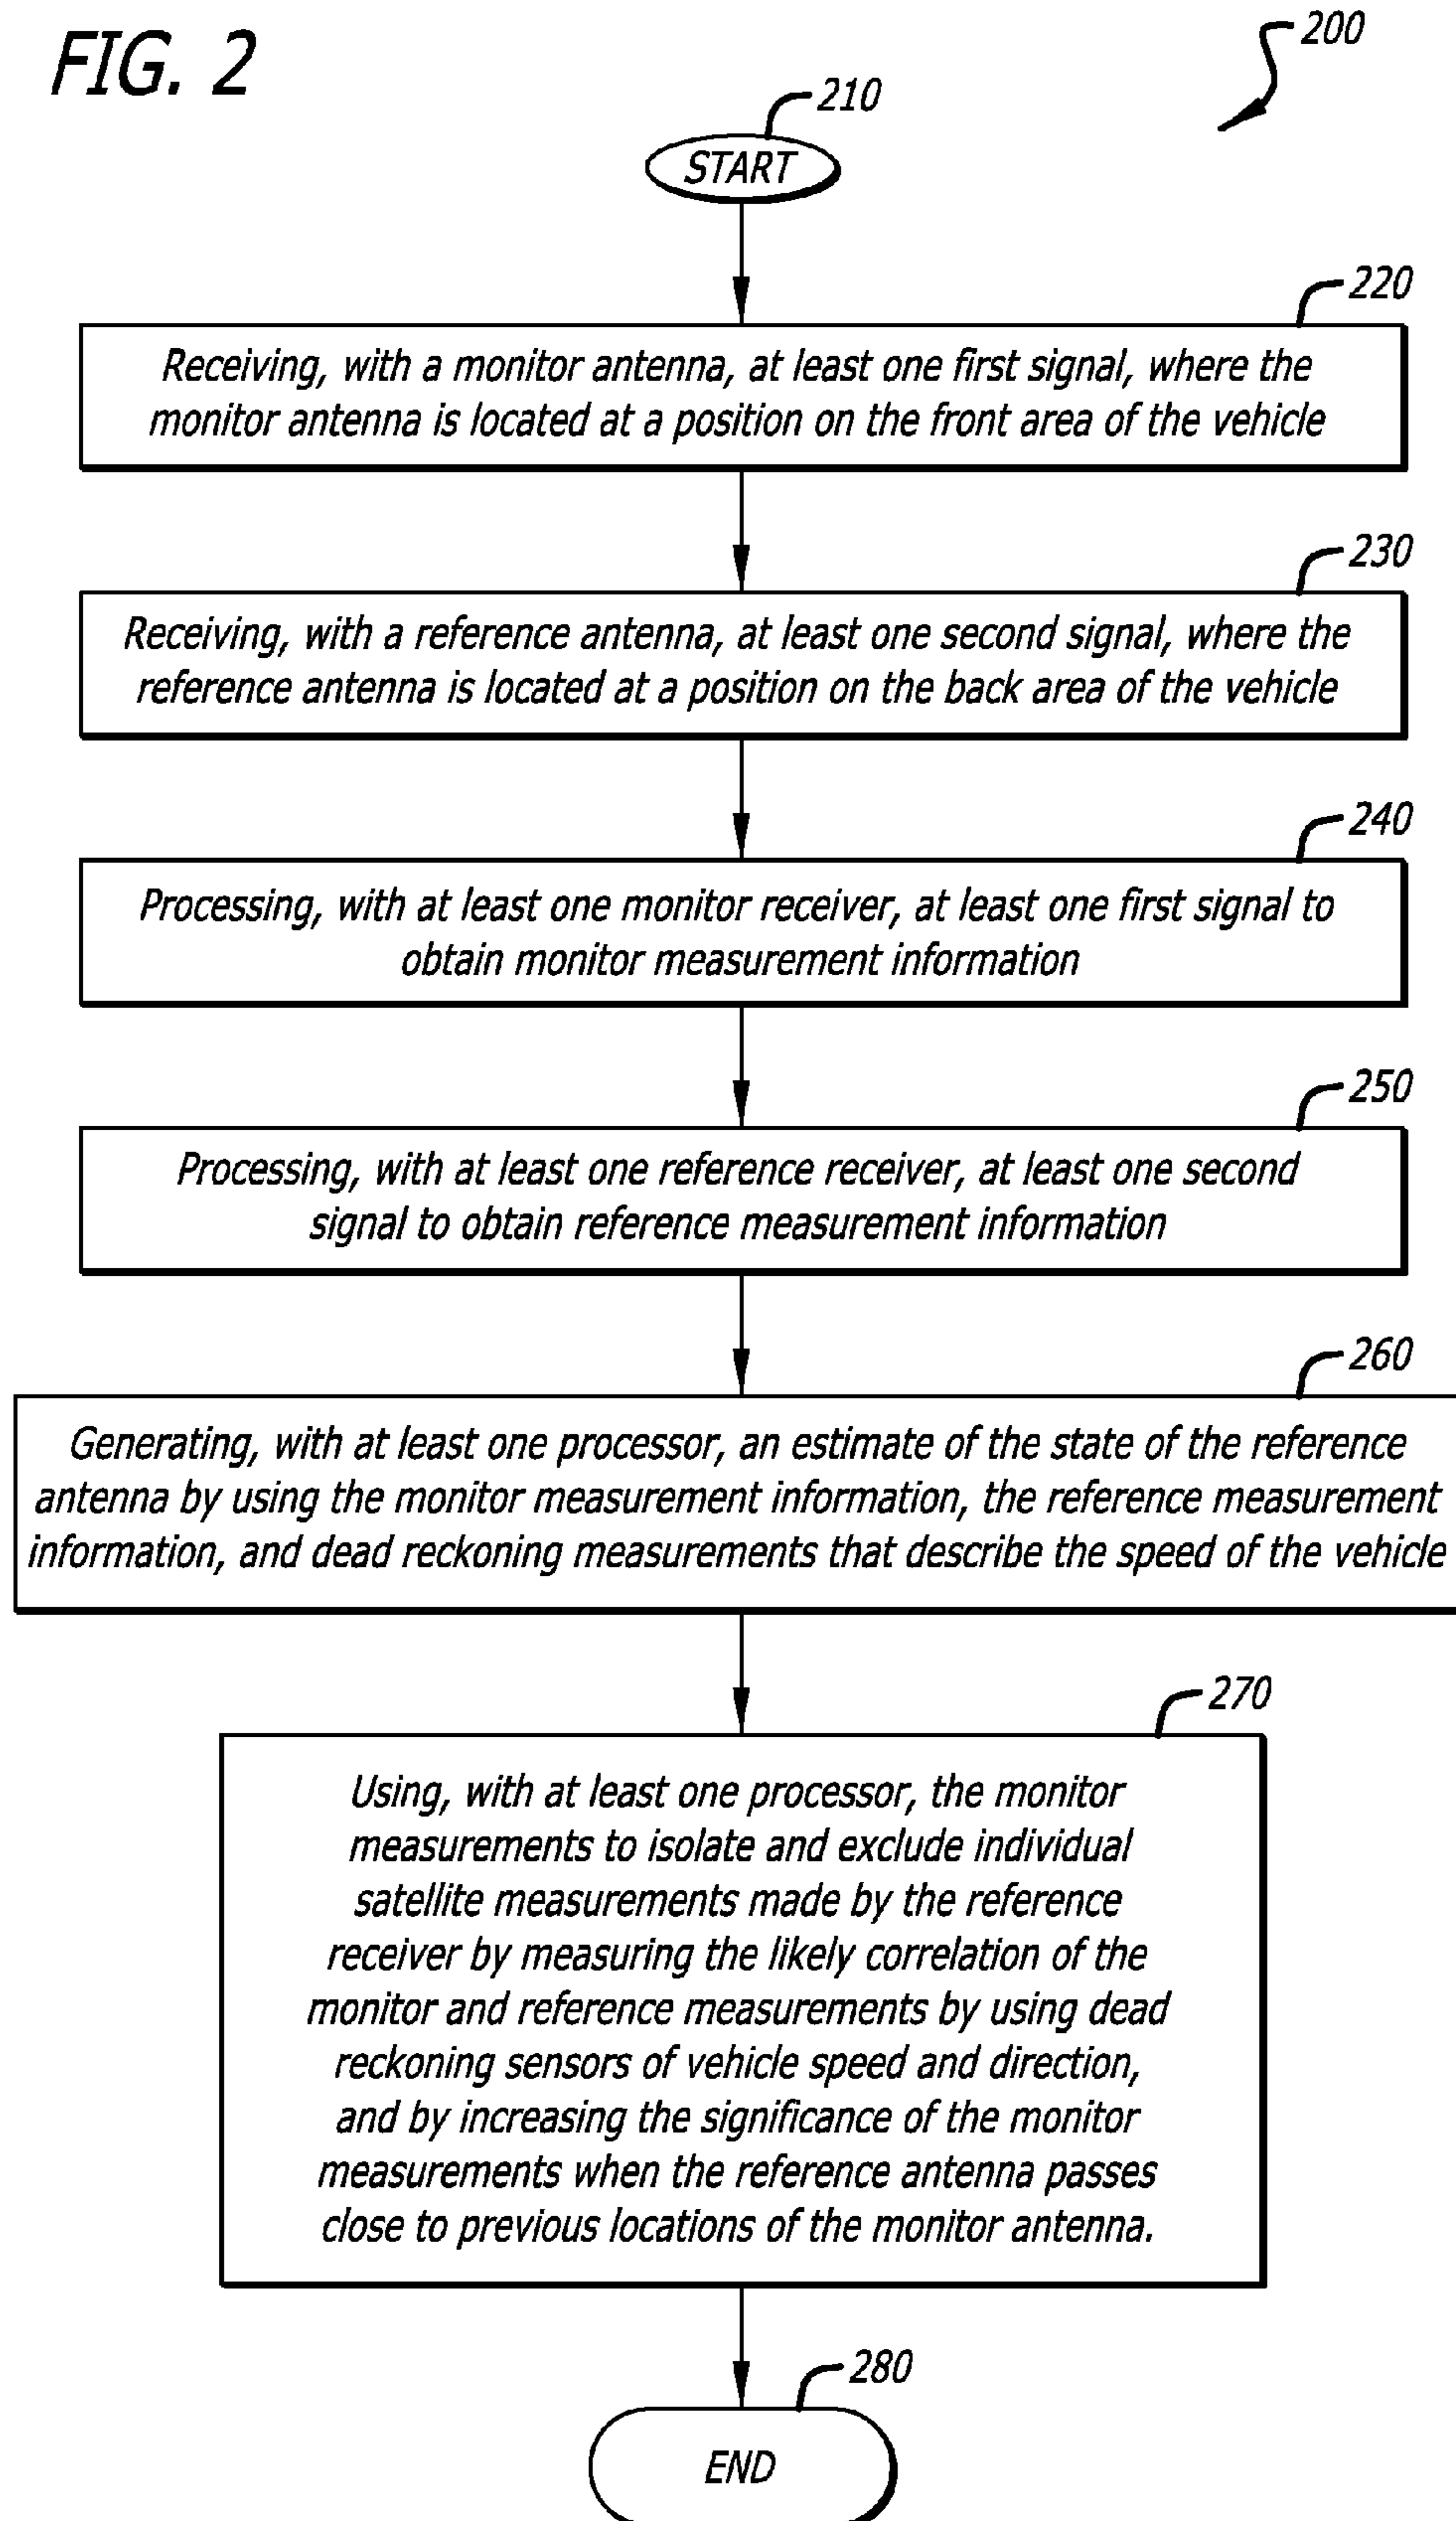 FIG. 2
200
210
START
220
Receiving, with a monitor antenna, at least one first signal, where the
monitor antenna is located at a position on the front area of the vehicle
230
Receiving, with a reference antenna, at least one second signal, where the
reference antenna is located at a position on the back area of the vehicle
240
Processing, with at least one monitor receiver, at least one first signal to
obtain monitor measurement information
250
Processing, with at least one reference receiver, at least one second
signal to obtain reference measurement information
260
Generating, with at least one processor, an estimate of the state of the reference
antenna by using the monitor measurement information, the reference measurement
information, and dead reckoning measurements that describe the speed of the vehicle
270
Using, with at least one processor, the monitor
measurements to isolate and exclude individual
satellite measurements made by the reference
receiver by measuring the likely correlation of the
monitor and reference measurements by using dead
reckoning sensors of vehicle speed and direction,
and by increasing the significance of the monitor
measurements when the reference antenna passes
close to previous locations of the monitor antenna.
280
END